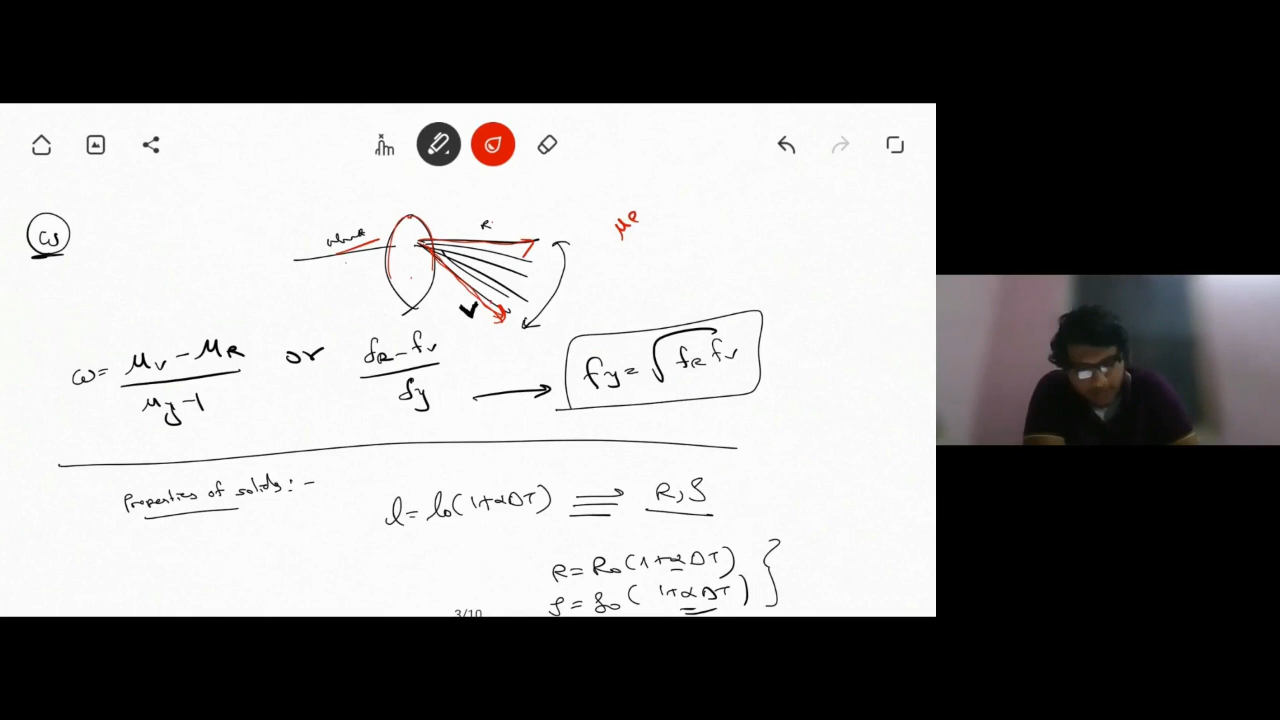 ω
R
μR
V
ω = μv − μR / μy − 1 or fR − fv / fy → fy = √fR fv
Properties of solids : −
l = l₀(1+αΔT) ⇒ R, ρ
R = R₀(1+αΔT)
ρ = ρ₀(1+αΔT)
3/10